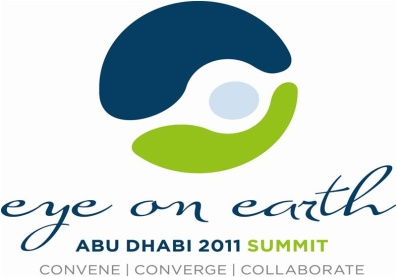 eye on earth
ABU DHABI 2011 SUMMIT
CONVENE | CONVERGE | COLLABORATE